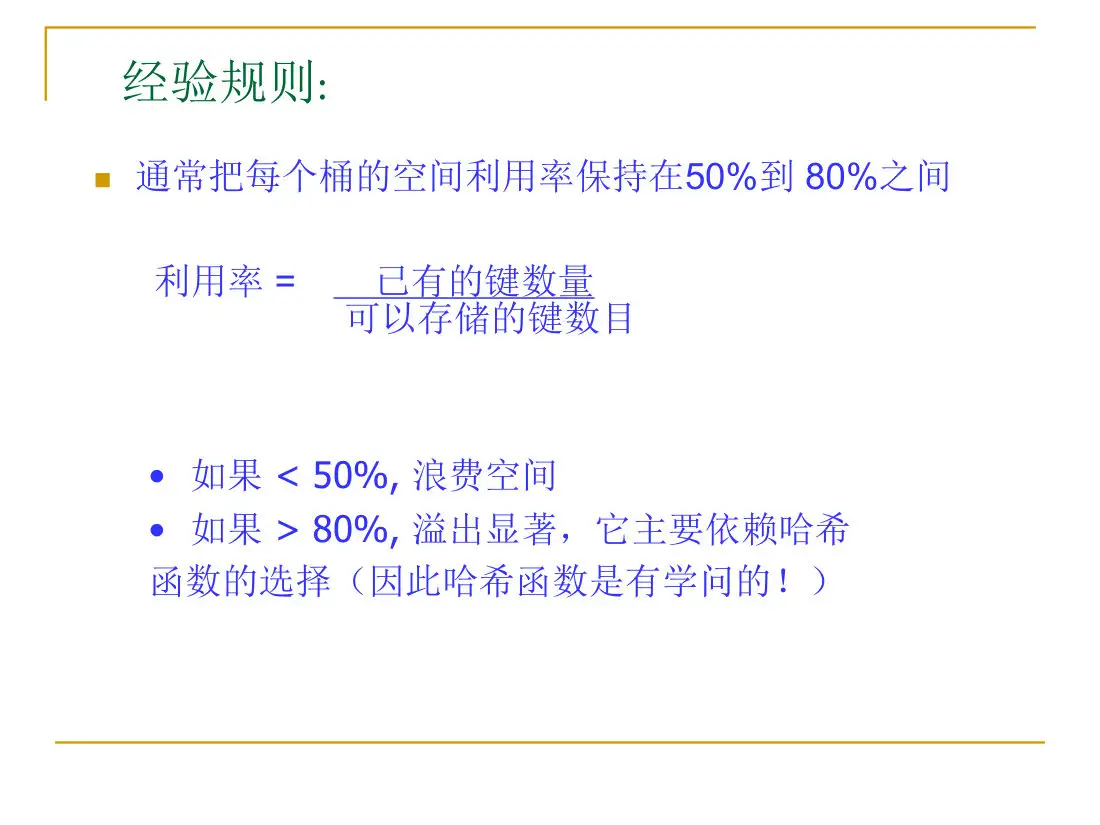 经验规则:
通常把每个桶的空间利用率保持在50%到 80%之间
利用率 = 已有的键数量
可以存储的键数目
• 如果 < 50%, 浪费空间
• 如果 > 80%, 溢出显著，它主要依赖哈希
函数的选择（因此哈希函数是有学问的！）